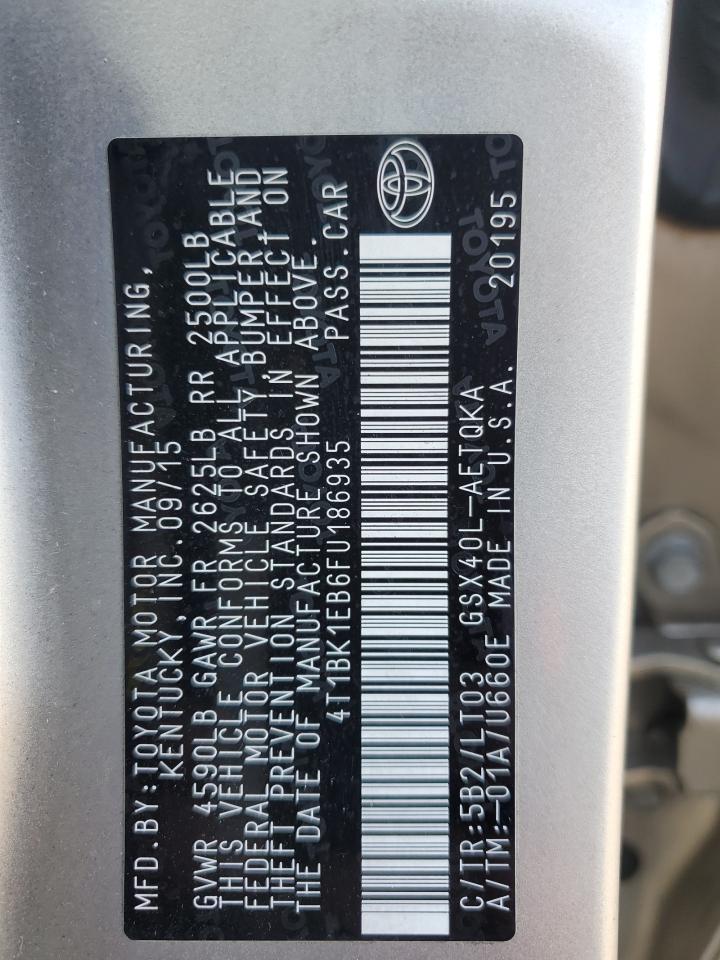 MFD.BY:TOYOTA MOTOR MANUFACTURING,
KENTUCKY, INC.09/15
GVWR 4590LB GAWR FR 2625LB RR 2500LB
THIS VEHICLE CONFORMS TO ALL APPLICABLE
FEDERAL MOTOR VEHICLE SAFETY, BUMPER,AND
THEFT PREVENTION STANDARDS IN EFFECT ON
THE DATE OF MANUFACTURE SHOWN ABOVE.
4T1BK1EB6FU186935 PASS.CAR
C/TR:5B2/LT03 GSX40L-AETQKA
A/TM:-01A/U660E MADE IN U.S.A. 20195